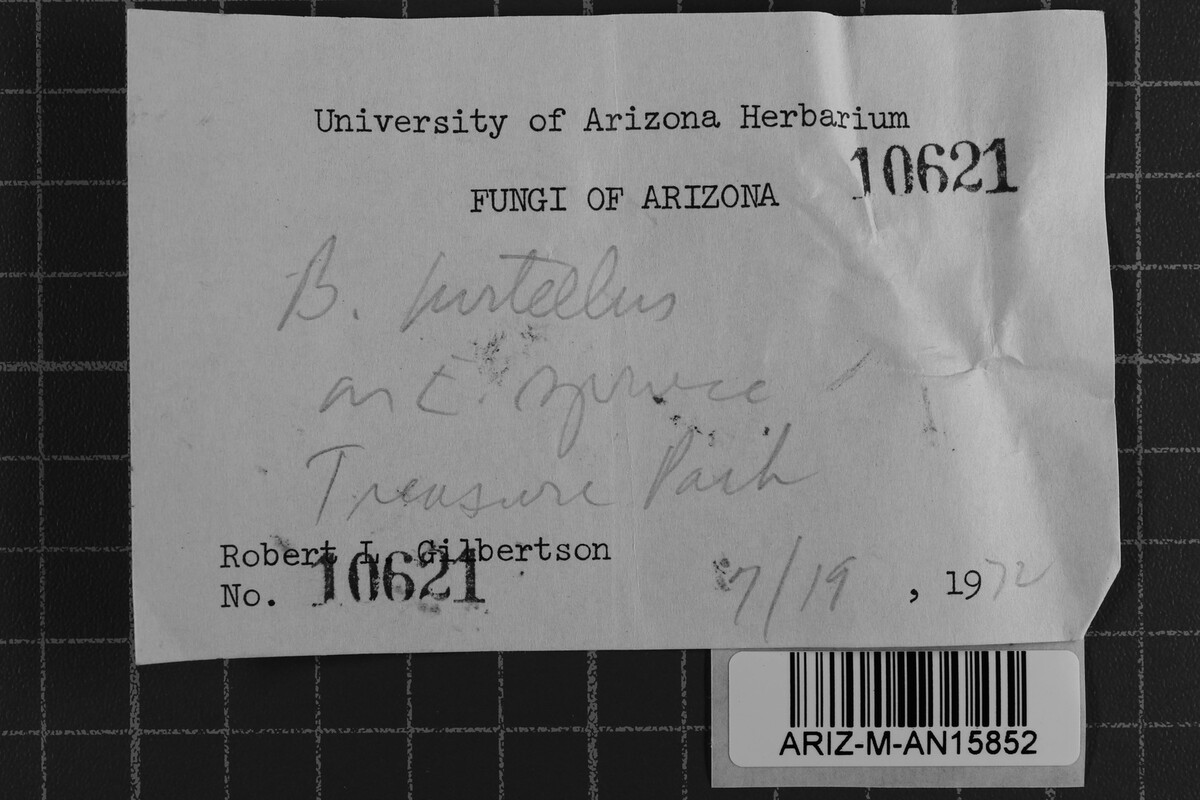 University of Arizona Herbarium
10621
FUNGI OF ARIZONA
B.
on E. spruce
Treasure Park
Robert L. Gilbertson
No. 10621
7/19, 1972
ARIZ-M-AN15852